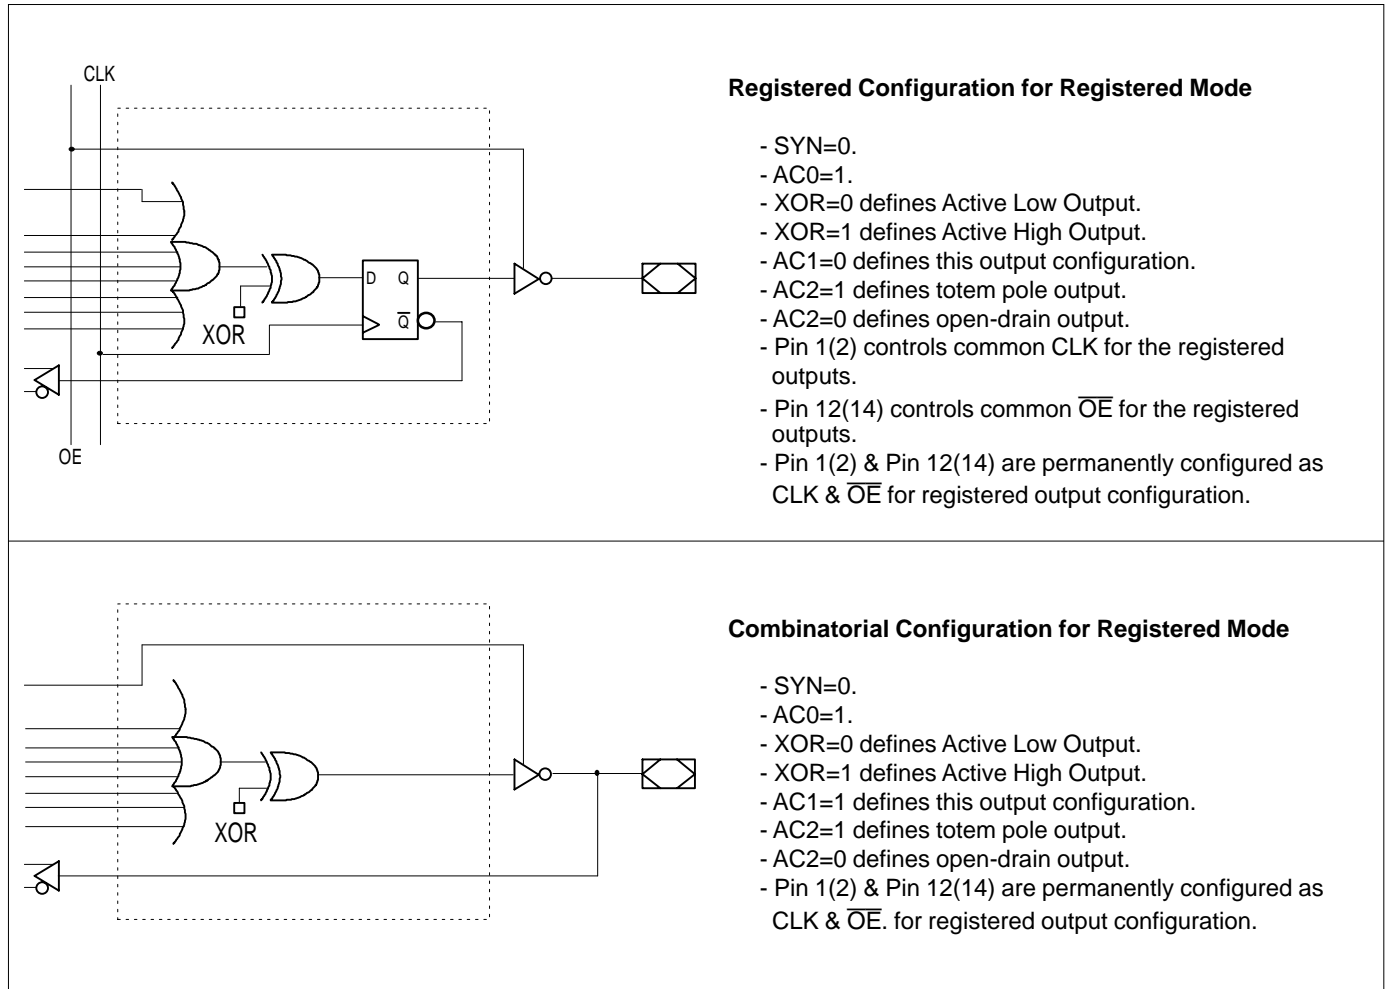 CLK
D Q
XOR
Q̅
OE
Registered Configuration for Registered Mode
- SYN=0.
- AC0=1.
- XOR=0 defines Active Low Output.
- XOR=1 defines Active High Output.
- AC1=0 defines this output configuration.
- AC2=1 defines totem pole output.
- AC2=0 defines open-drain output.
- Pin 1(2) controls common CLK for the registered
outputs.
- Pin 12(14) controls common O̅E̅ for the registered
outputs.
- Pin 1(2) & Pin 12(14) are permanently configured as
CLK & O̅E̅ for registered output configuration.
XOR
Combinatorial Configuration for Registered Mode
- SYN=0.
- AC0=1.
- XOR=0 defines Active Low Output.
- XOR=1 defines Active High Output.
- AC1=1 defines this output configuration.
- AC2=1 defines totem pole output.
- AC2=0 defines open-drain output.
- Pin 1(2) & Pin 12(14) are permanently configured as
CLK & O̅E̅. for registered output configuration.